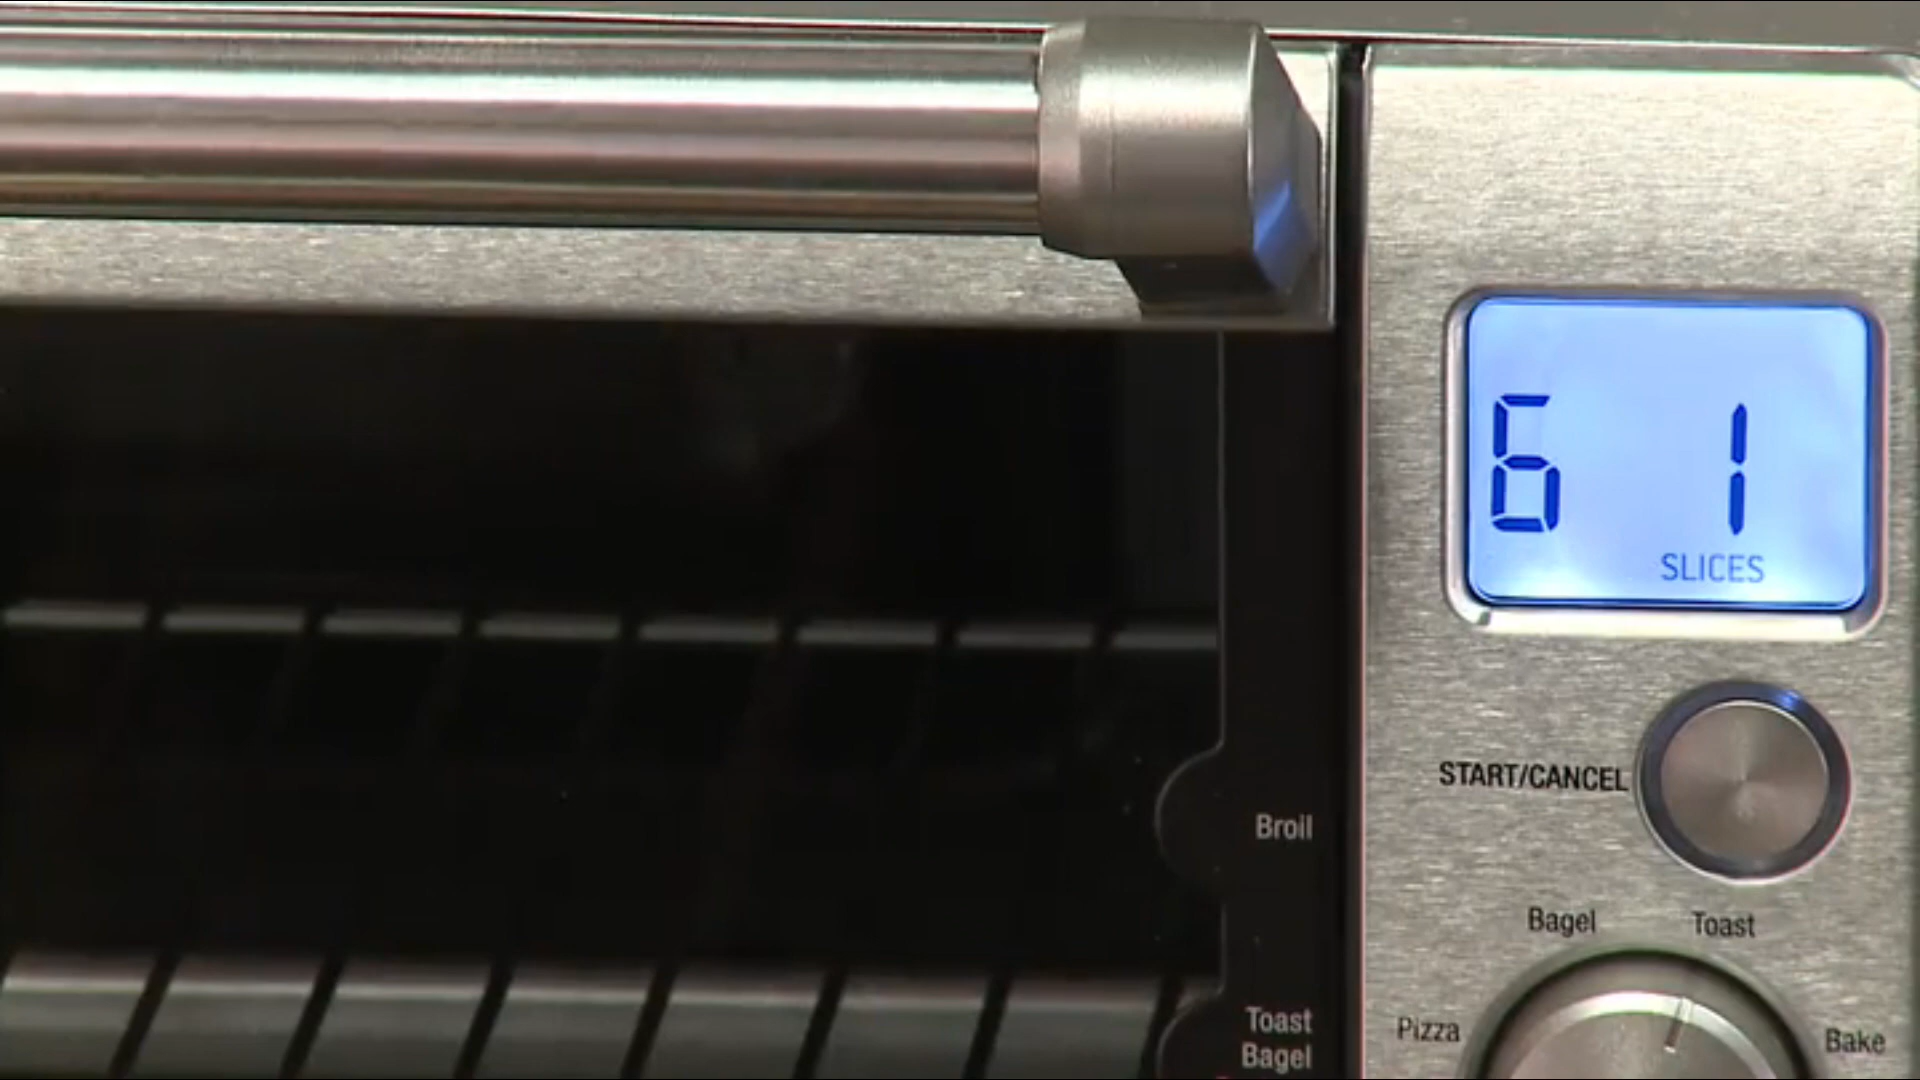 6 1
SLICES
START/CANCEL
Broil
Bagel Toast
Toast
Bagel
Pizza
Bake